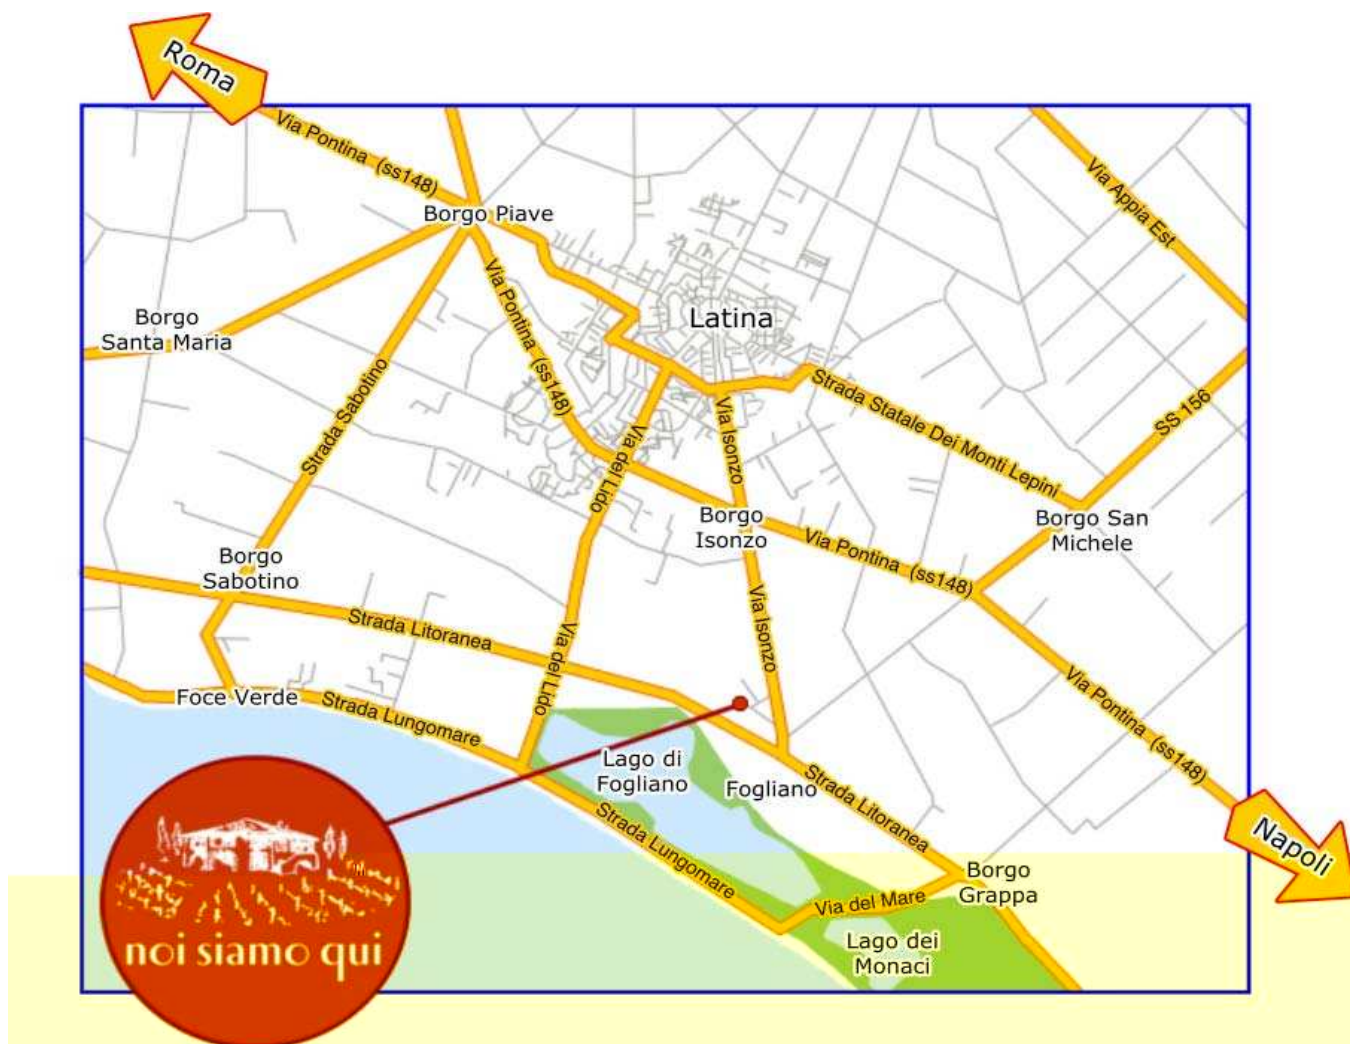 Roma
Via Pontina (ss148)
Borgo Piave
Via Appia Est
Via Pontina (ss148)
Borgo
Santa Maria
Latina
Strada Sabotino
Strada Statale Dei Monti Lepini
SS 156
Via del Lido
Via Isonzo
Borgo
Isonzo
Borgo San
Michele
Via Pontina (ss148)
Borgo
Sabotino
Strada Litoranea
Via del Lido
Via Isonzo
Via Pontina (ss148)
Foce Verde
Strada Lungomare
Lago di
Fogliano
Fogliano
Strada Litoranea
Strada Lungomare
Napoli
Borgo
Grappa
Via del Mare
Lago dei
Monaci
noi siamo qui